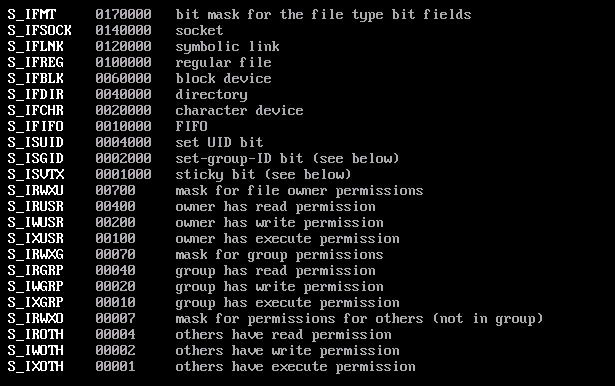 S_IFMT 0170000 bit mask for the file type bit fields
S_IFSOCK 0140000 socket
S_IFLNK 0120000 symbolic link
S_IFREG 0100000 regular file
S_IFBLK 0060000 block device
S_IFDIR 0040000 directory
S_IFCHR 0020000 character device
S_IFIFO 0010000 FIFO
S_ISUID 0004000 set UID bit
S_ISGID 0002000 set-group-ID bit (see below)
S_ISVTX 0001000 sticky bit (see below)
S_IRWXU 00700 mask for file owner permissions
S_IRUSR 00400 owner has read permission
S_IWUSR 00200 owner has write permission
S_IXUSR 00100 owner has execute permission
S_IRWXG 00070 mask for group permissions
S_IRGRP 00040 group has read permission
S_IWGRP 00020 group has write permission
S_IXGRP 00010 group has execute permission
S_IRWXO 00007 mask for permissions for others (not in group)
S_IROTH 00004 others have read permission
S_IWOTH 00002 others have write permission
S_IXOTH 00001 others have execute permission